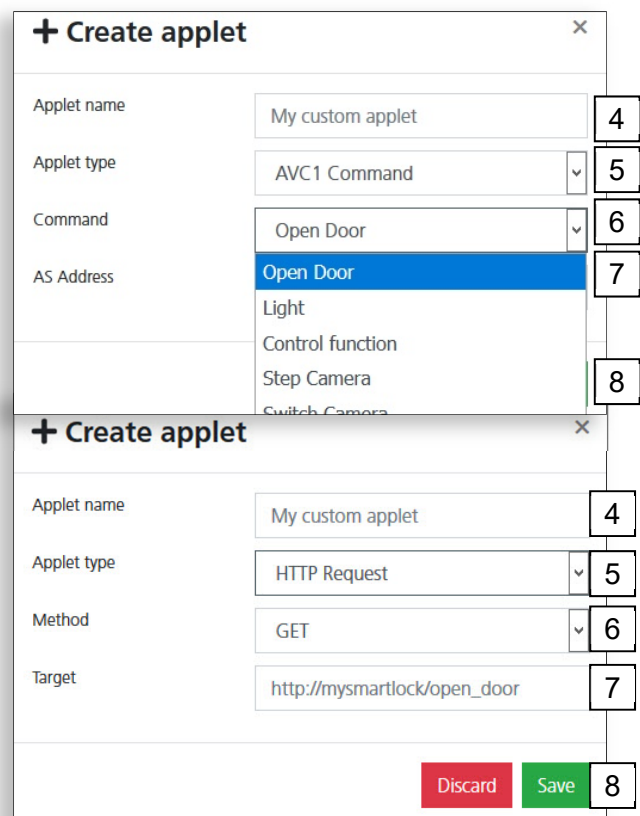 + Create applet ×
Applet name My custom applet 4
Applet type AVC1 Command 5
Command Open Door 6
AS Address Open Door 7
Light
Control function
Step Camera 8
Switch Camera
+ Create applet ×
Applet name My custom applet 4
Applet type HTTP Request 5
Method GET 6
Target http://mysmartlock/open_door 7
Discard Save 8